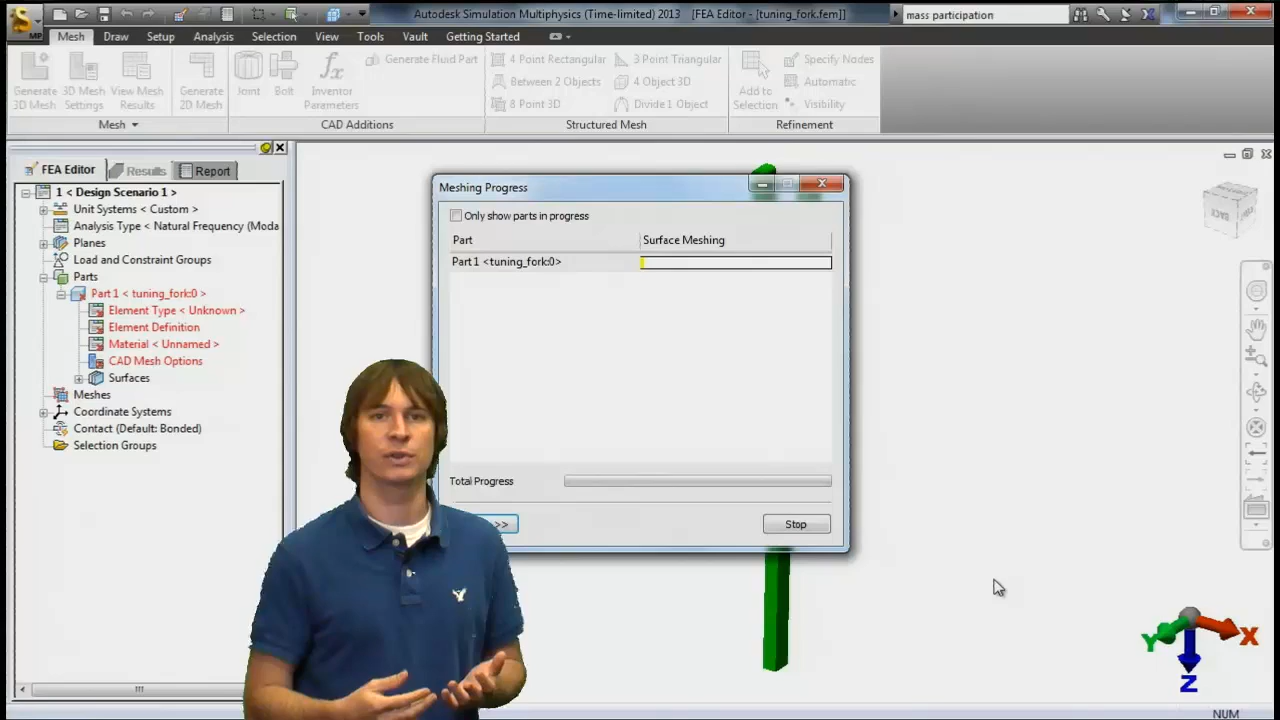 Autodesk Simulation Multiphysics (Time-limited) 2013 [FEA Editor - [tuning_fork.fem]]
mass participation
MP
Mesh Draw Setup Analysis Selection View Tools Vault Getting Started
Generate 3D Mesh
3D Mesh Settings
View Mesh Results
Generate 2D Mesh
Joint
Bolt
Inventor Parameters
Generate Fluid Part
4 Point Rectangular
Between 2 Objects
8 Point 3D
3 Point Triangular
4 Object 3D
Divide 1 Object
Add to Selection
Specify Nodes
Automatic
Visibility
Mesh
CAD Additions
Structured Mesh
Refinement
FEA Editor Results Report
1 < Design Scenario 1 >
Unit Systems < Custom >
Analysis Type < Natural Frequency (Moda
Planes
Load and Constraint Groups
Parts
Part 1 < tuning_fork:0 >
Element Type < Unknown >
Element Definition
Material < Unnamed >
CAD Mesh Options
Surfaces
Meshes
Coordinate Systems
Contact (Default: Bonded)
Selection Groups
Meshing Progress
Only show parts in progress
Part Surface Meshing
Part 1 <tuning_fork:0>
Total Progress
>>
Stop
BACK
Y
X
Z
NUM